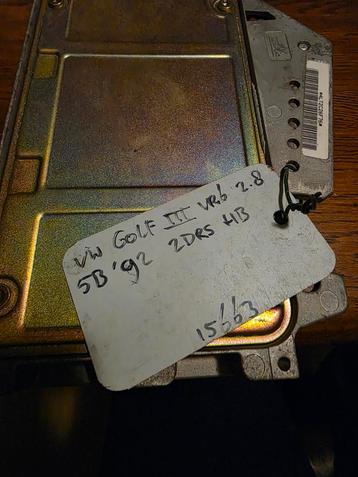 VW GOLF III VR6 2.8
5B '92 2DRS HB
15663